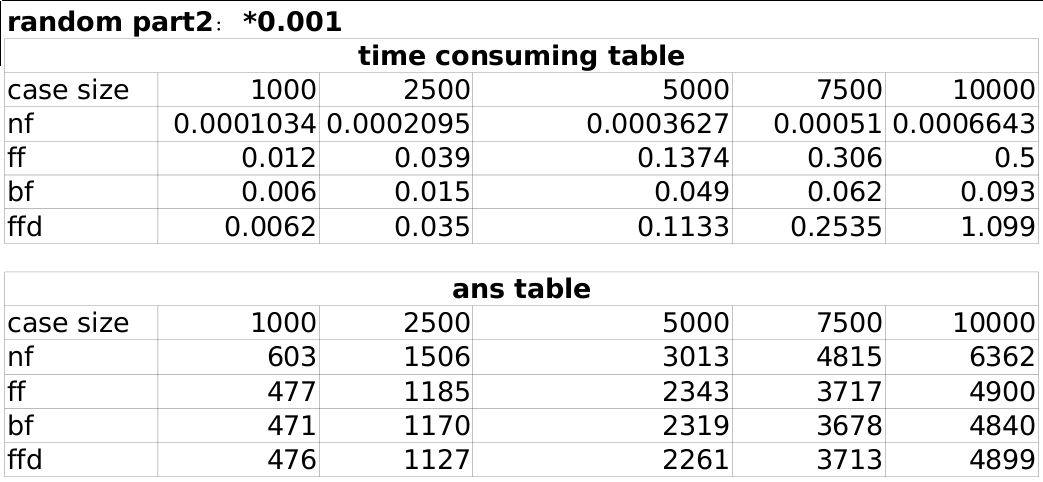 random part2： *0.001
time consuming table
case size 1000 2500 5000 7500 10000
nf 0.0001034 0.0002095 0.0003627 0.00051 0.0006643
ff 0.012 0.039 0.1374 0.306 0.5
bf 0.006 0.015 0.049 0.062 0.093
ffd 0.0062 0.035 0.1133 0.2535 1.099
ans table
case size 1000 2500 5000 7500 10000
nf 603 1506 3013 4815 6362
ff 477 1185 2343 3717 4900
bf 471 1170 2319 3678 4840
ffd 476 1127 2261 3713 4899